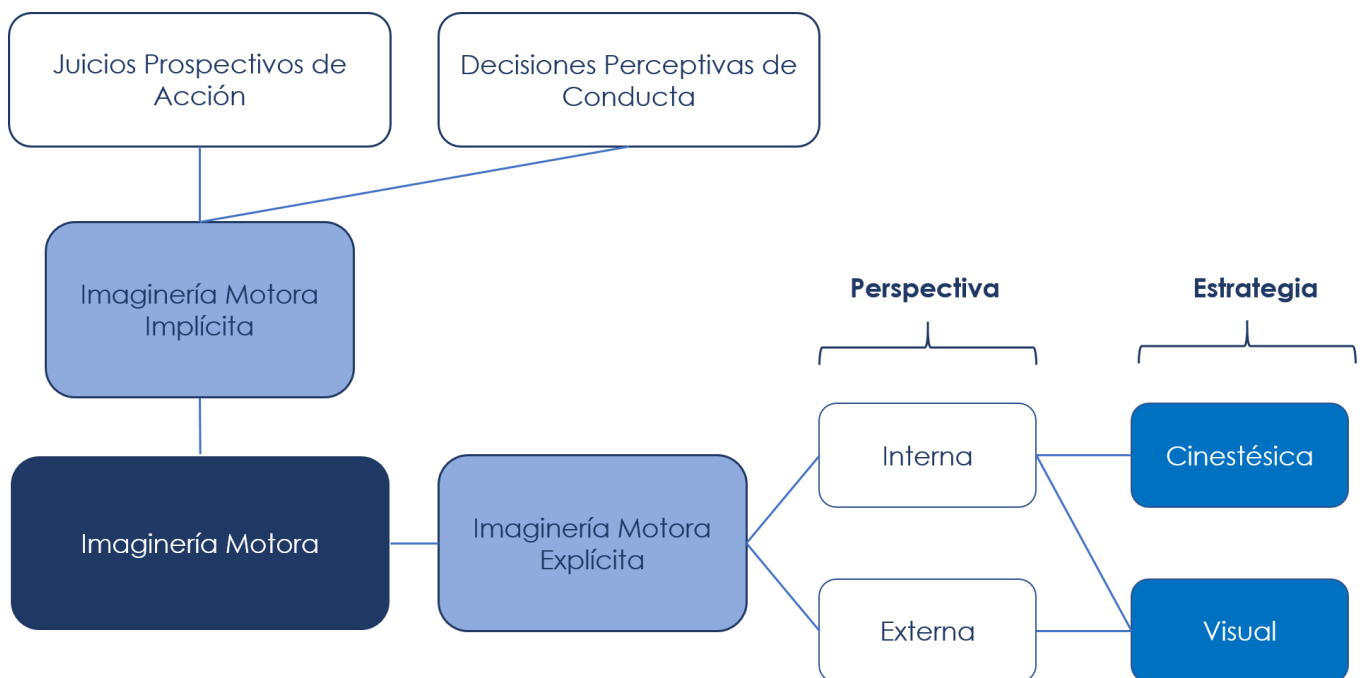 Juicios Prospectivos de
Acción
Decisiones Perceptivas de
Conducta
Imaginería Motora
Implícita
Perspectiva
Estrategia
Interna
Cinestésica
Imaginería Motora
Imaginería Motora
Explícita
Externa
Visual